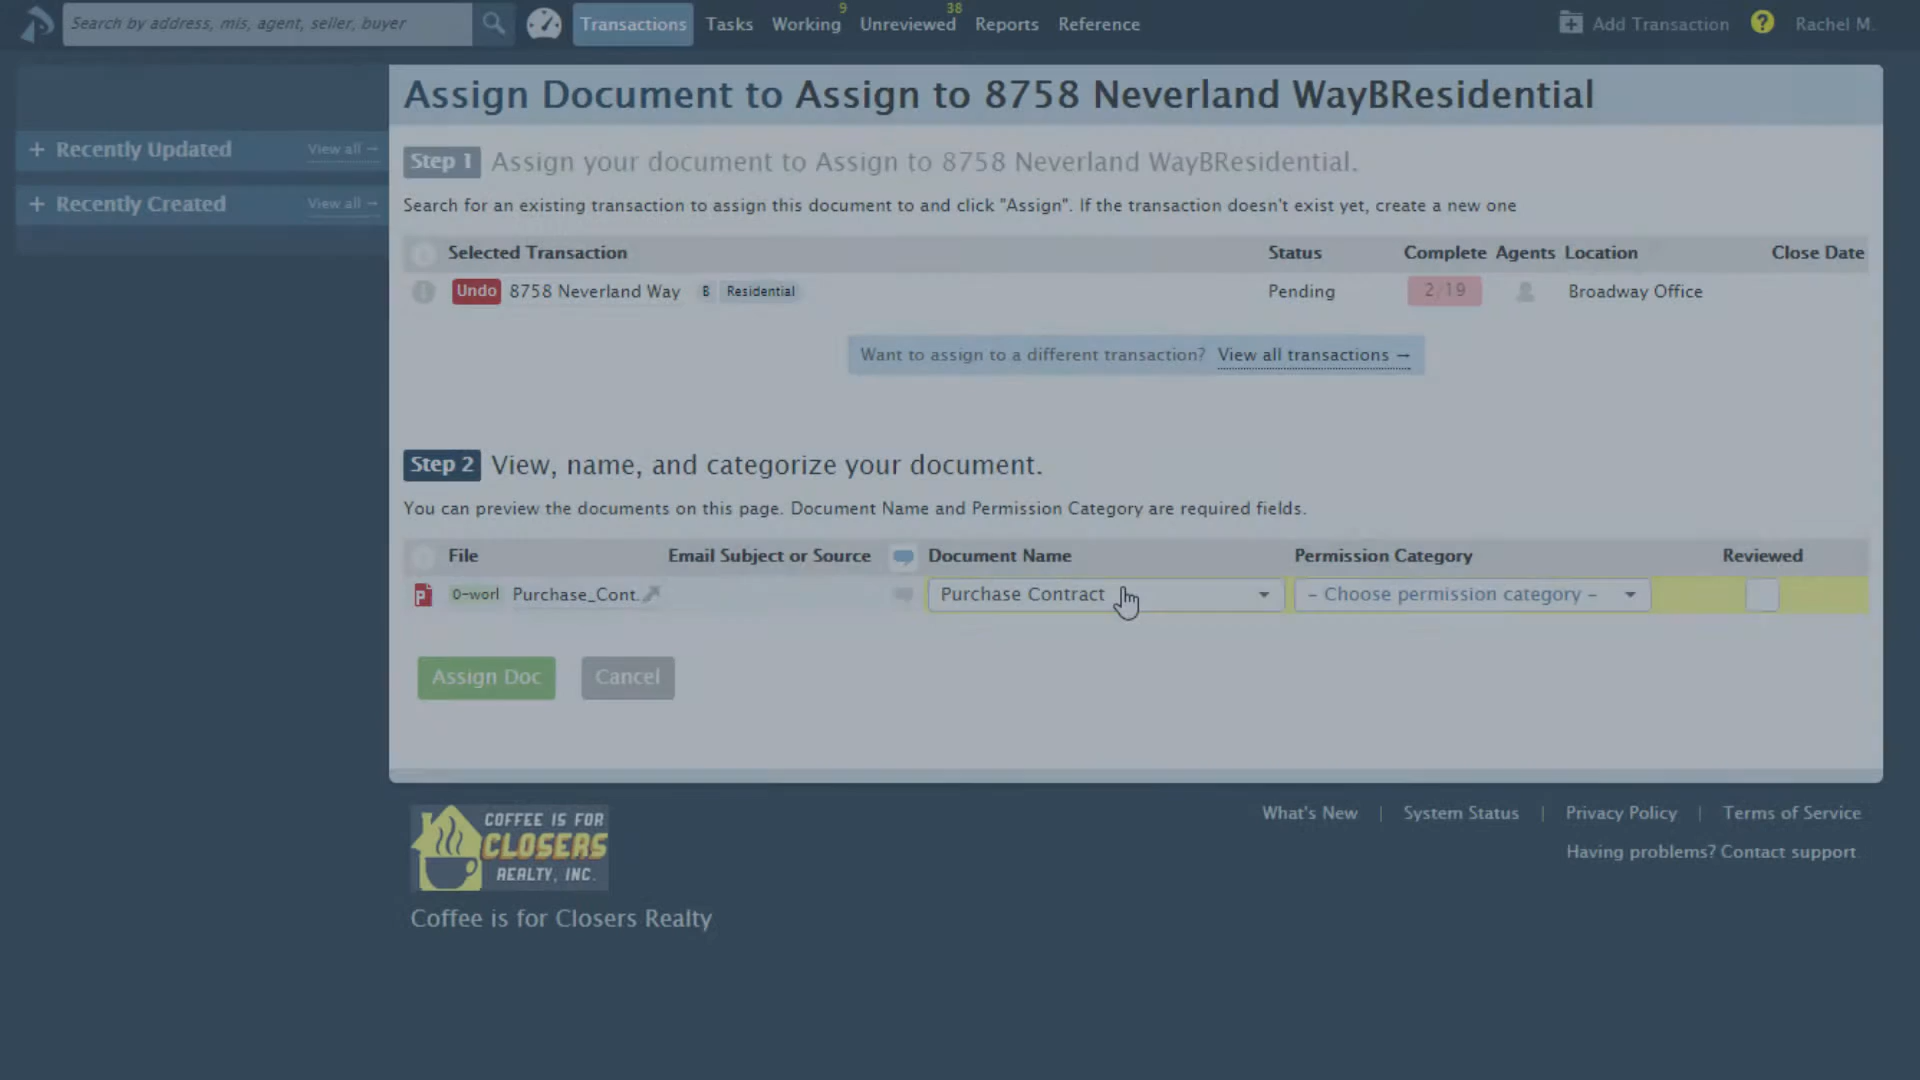 Search by address, mls, agent, seller, buyer
Transactions
Tasks
Working
9
Unreviewed
38
Reports
Reference
Add Transaction
?
Rachel M.
+ Recently Updated
View all →
+ Recently Created
View all →
Assign Document to Assign to 8758 Neverland WayBResidential
Step 1 Assign your document to Assign to 8758 Neverland WayBResidential.
Search for an existing transaction to assign this document to and click "Assign". If the transaction doesn't exist yet, create a new one
Selected Transaction Status Complete Agents Location Close Date
Undo 8758 Neverland Way B Residential Pending 2/19 Broadway Office
Want to assign to a different transaction? View all transactions →
Step 2 View, name, and categorize your document.
You can preview the documents on this page. Document Name and Permission Category are required fields.
File Email Subject or Source Document Name Permission Category Reviewed
0-worl Purchase_Cont. Purchase Contract – Choose permission category –
Assign Doc
Cancel
COFFEE IS FOR
CLOSERS
REALTY, INC.
Coffee is for Closers Realty
What's New | System Status | Privacy Policy | Terms of Service
Having problems? Contact support.